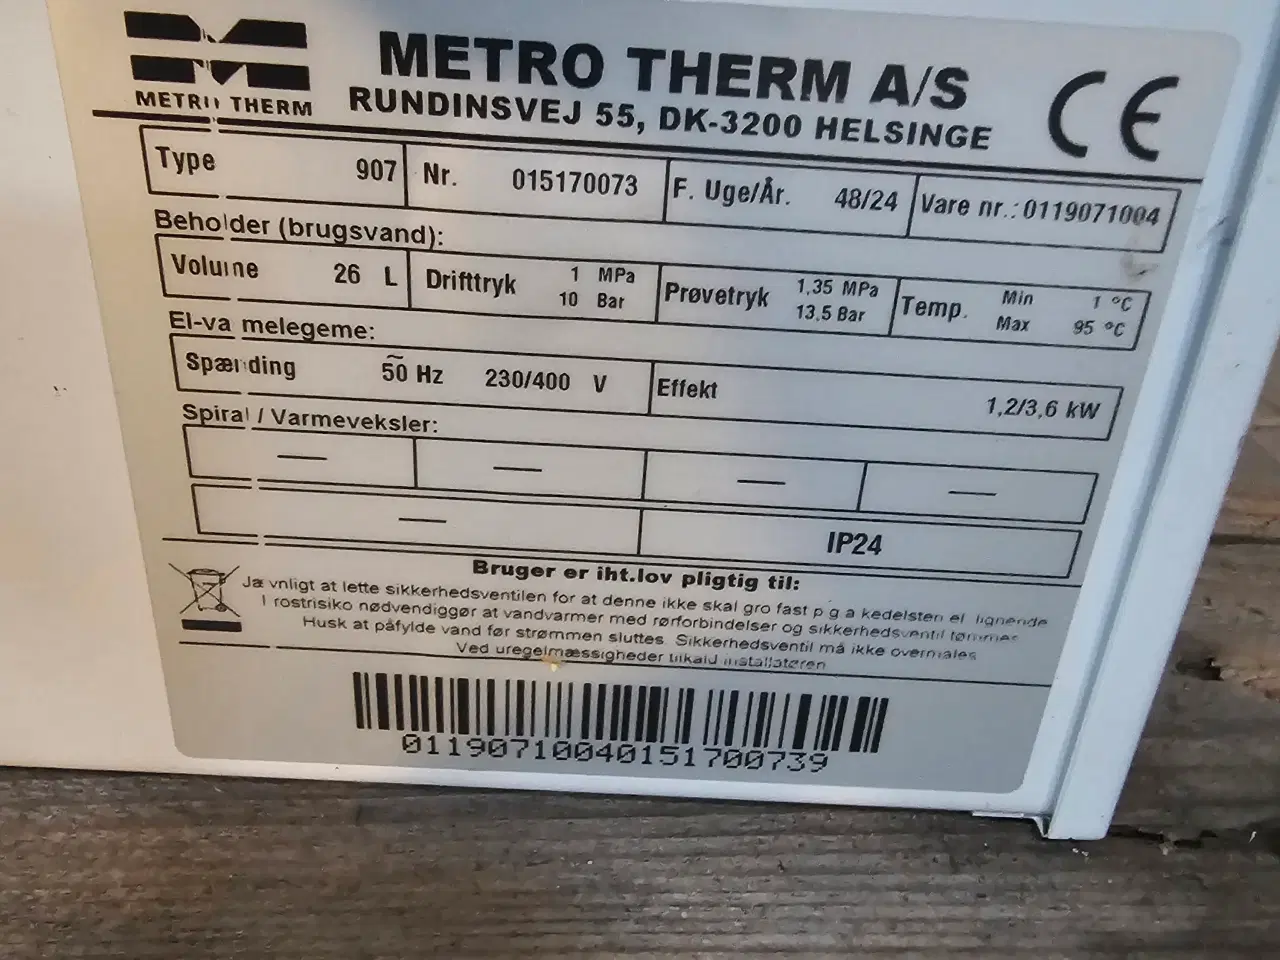 METRO THERM
METRO THERM A/S
RUNDINSVEJ 55, DK-3200 HELSINGE
CE
Type 907 Nr. 015170073 F. Uge/År. 48/24 Vare nr.: 0119071004
Beholder (brugsvand):
Volume 26 L Drifttryk 1 MPa 10 Bar Prøvetryk 1,35 MPa 13,5 Bar Temp. Min 1 °C Max 95 °C
El-va melegeme:
Spænding 50 Hz 230/400 V Effekt 1,2/3,6 kW
Spiral / Varmeveksler:
— — — —
— IP24
Bruger er iht.lov pligtig til:
Jævnligt at lette sikkerhedsventilen for at denne ikke skal gro fast p g a kedelsten el lignende
I rostrisiko nødvendiggør at vandvarmer med rørforbindelser og sikkerhedsventil tømmes
Husk at påfylde vand før strømmen sluttes. Sikkerhedsventil må ikke overmales
Ved uregelmæssigheder tilkald installatøren
01190710040151700739